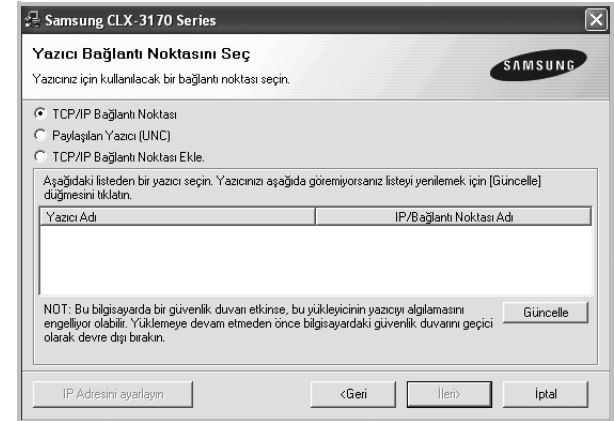 Samsung CLX-3170 Series
Yazıcı Bağlantı Noktasını Seç
Yazıcınız için kullanılacak bir bağlantı noktası seçin.
SAMSUNG
TCP/IP Bağlantı Noktası
Paylaşılan Yazıcı (UNC)
TCP/IP Bağlantı Noktası Ekle.
Aşağıdaki listeden bir yazıcı seçin. Yazıcınızı aşağıda göremiyorsanız listeyi yenilemek için [Güncelle]
düğmesini tıklatın.
Yazıcı Adı IP/Bağlantı Noktası Adı
NOT: Bu bilgisayarda bir güvenlik duvarı etkinse, bu yükleyicinin yazıcıyı algılamasını
engelliyor olabilir. Yüklemeye devam etmeden önce bilgisayardaki güvenlik duvarını geçici
olarak devre dışı bırakın.
Güncelle
IP Adresini ayarlayın <Geri İleri> İptal